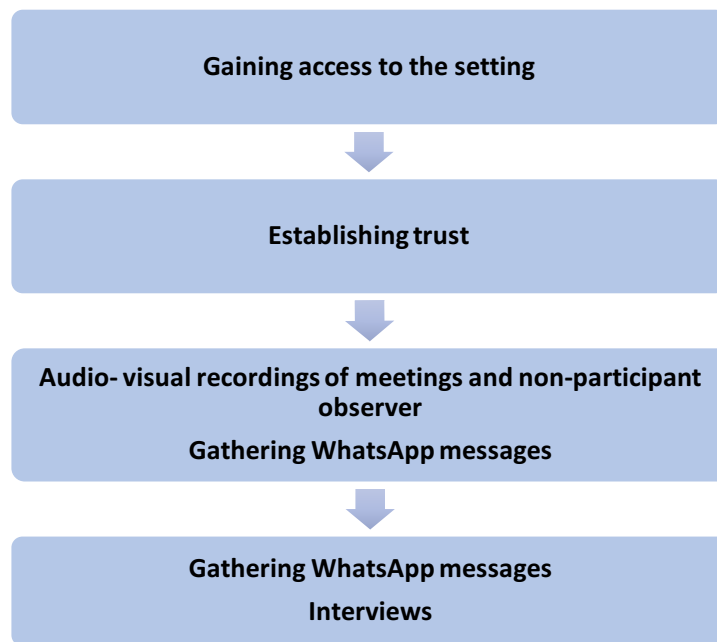 Gaining access to the setting
Establishing trust
Audio- visual recordings of meetings and non-participant
observer
Gathering WhatsApp messages
Gathering WhatsApp messages
Interviews